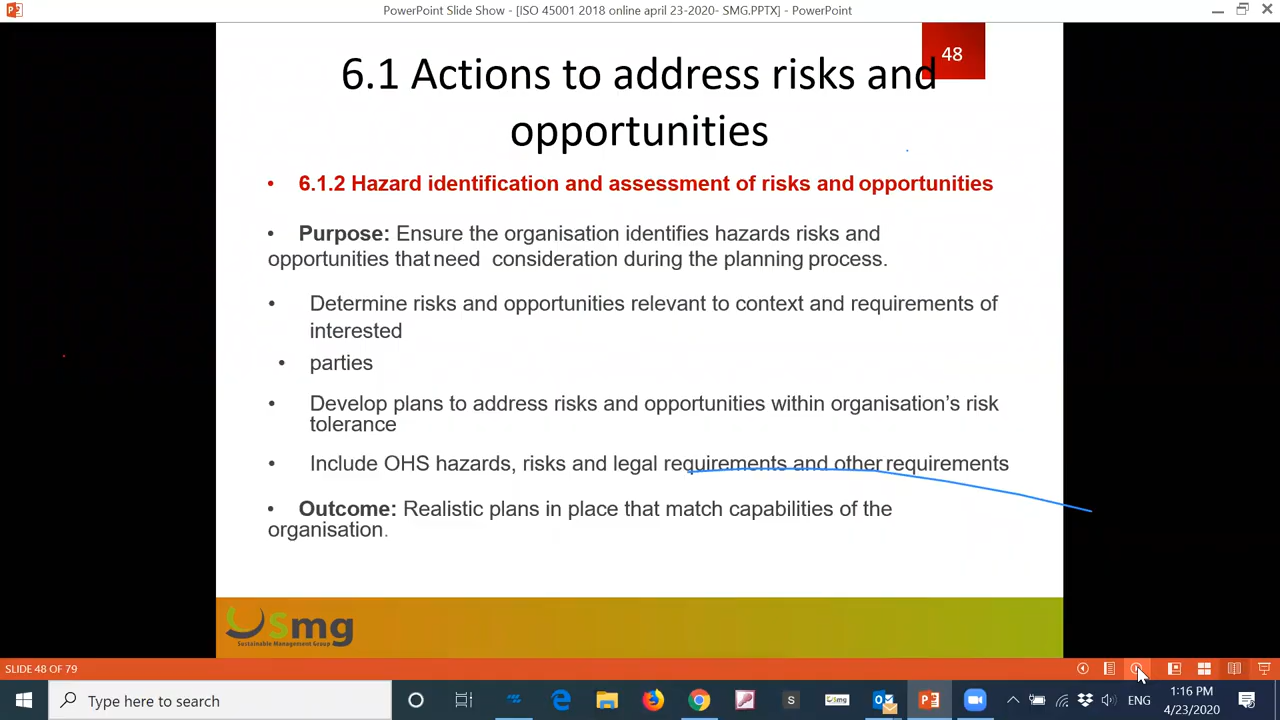 PowerPoint Slide Show - [ISO 45001 2018 online april 23-2020- SMG.PPTX] - PowerPoint
48
6.1 Actions to address risks and
opportunities
• 6.1.2 Hazard identification and assessment of risks and opportunities
• Purpose: Ensure the organisation identifies hazards risks and
opportunities that need consideration during the planning process.
• Determine risks and opportunities relevant to context and requirements of
interested
• parties
• Develop plans to address risks and opportunities within organisation's risk
tolerance
• Include OHS hazards, risks and legal requirements and other requirements
• Outcome: Realistic plans in place that match capabilities of the
organisation.
Smg
Sustainable Management Group
SLIDE 48 OF 79
Type here to search
S
Smg
ENG
1:16 PM
4/23/2020